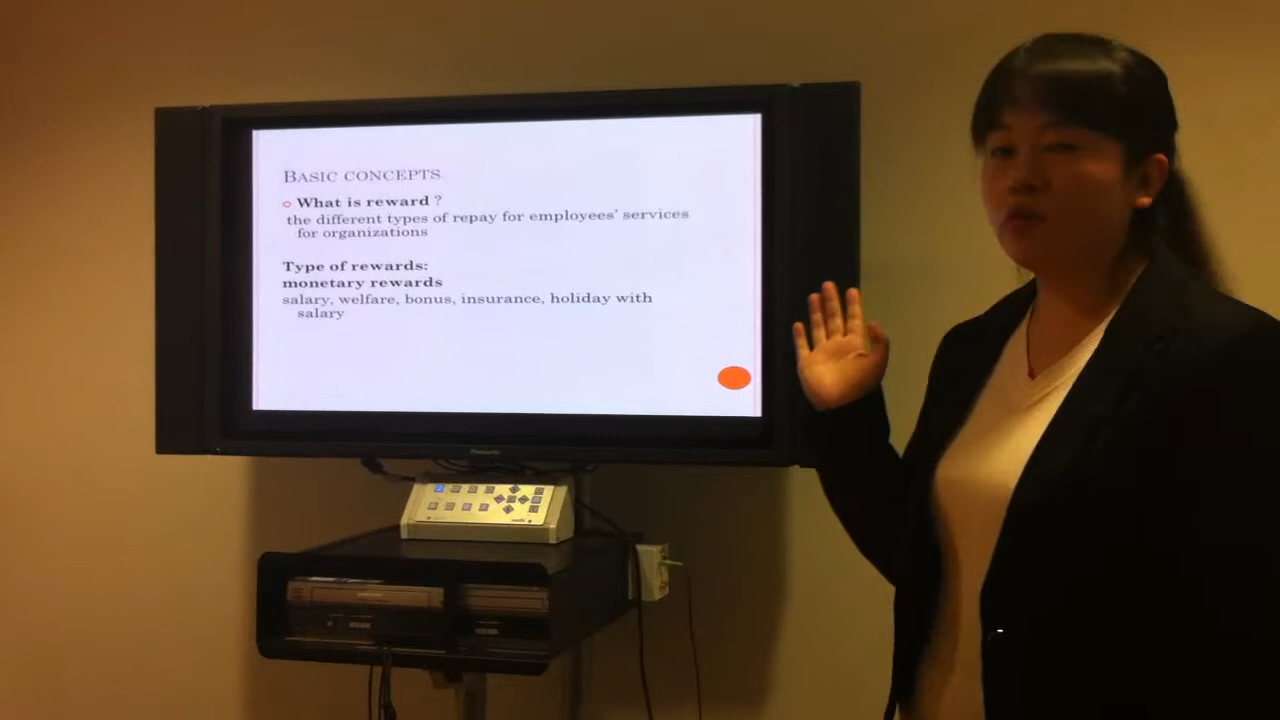 BASIC CONCEPTS
What is reward ?
the different types of repay for employees' services
for organizations
Type of rewards:
monetary rewards
salary, welfare, bonus, insurance, holiday with
salary
Panasonic